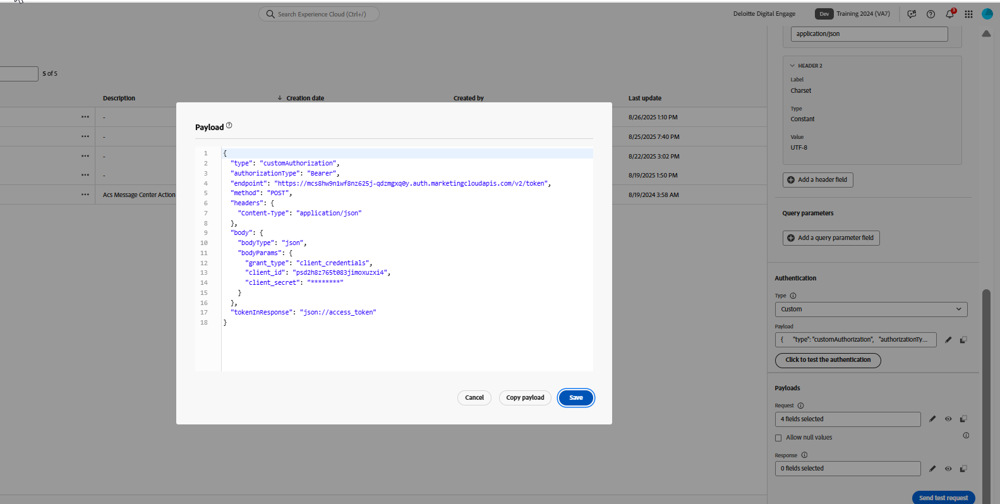 Search Experience Cloud (Ctrl+/)
Deloitte Digital Engage
Dev
Training 2024 (VA7)
3
application/json
5 of 5
HEADER 2
Label
Charset
Type
Constant
Value
UTF-8
Description
Creation date
Created by
Last update
-
8/26/2025 1:10 PM
-
8/25/2025 7:40 PM
-
8/22/2025 3:02 PM
-
8/19/2025 1:50 PM
Acs Message Center Action
8/19/2024 3:58 AM
Add a header field
Query parameters
Add a query parameter field
Authentication
Type
Custom
Payload
{ "type": "customAuthorization", "authorizationTy...
Click to test the authentication
Payloads
Request
4 fields selected
Allow null values
Response
0 fields selected
Send test request
Payload
1 {
2 "type": "customAuthorization",
3 "authorizationType": "Bearer",
4 "endpoint": "https://mcs8hw9n1wf8nz625j-qdzmgxq0y.auth.marketingcloudapis.com/v2/token",
5 "method": "POST",
6 "headers": {
7 "Content-Type": "application/json"
8 },
9 "body": {
10 "bodyType": "json",
11 "bodyParams": {
12 "grant_type": "client_credentials",
13 "client_id": "psd2h8z765t083jimoxuzxi4",
14 "client_secret": "********"
15 }
16 },
17 "tokenInResponse": "json://access_token"
18 }
Cancel
Copy payload
Save